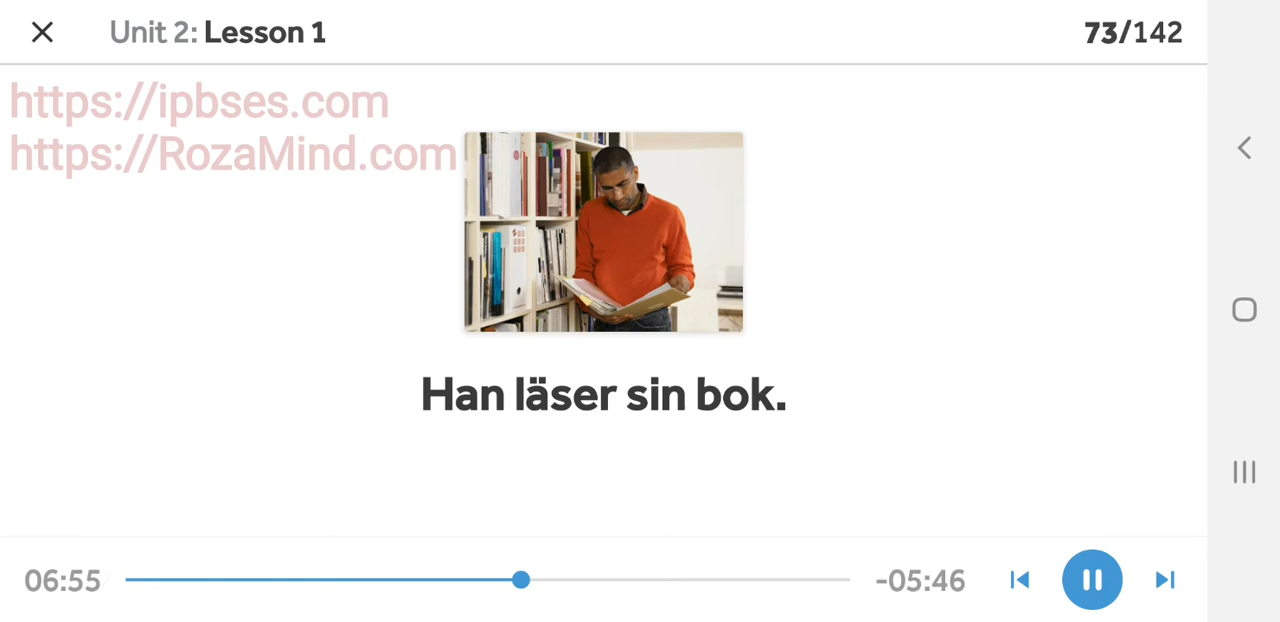 Unit 2: Lesson 1
73/142
https://ipbses.com
https://RozaMind.com
Han läser sin bok.
06:55
-05:46